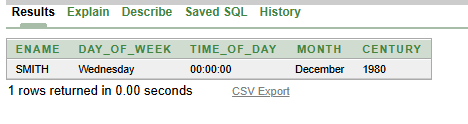 Results Explain Describe Saved SQL History
ENAME DAY_OF_WEEK TIME_OF_DAY MONTH CENTURY
SMITH Wednesday 00:00:00 December 1980
1 rows returned in 0.00 seconds CSV Export